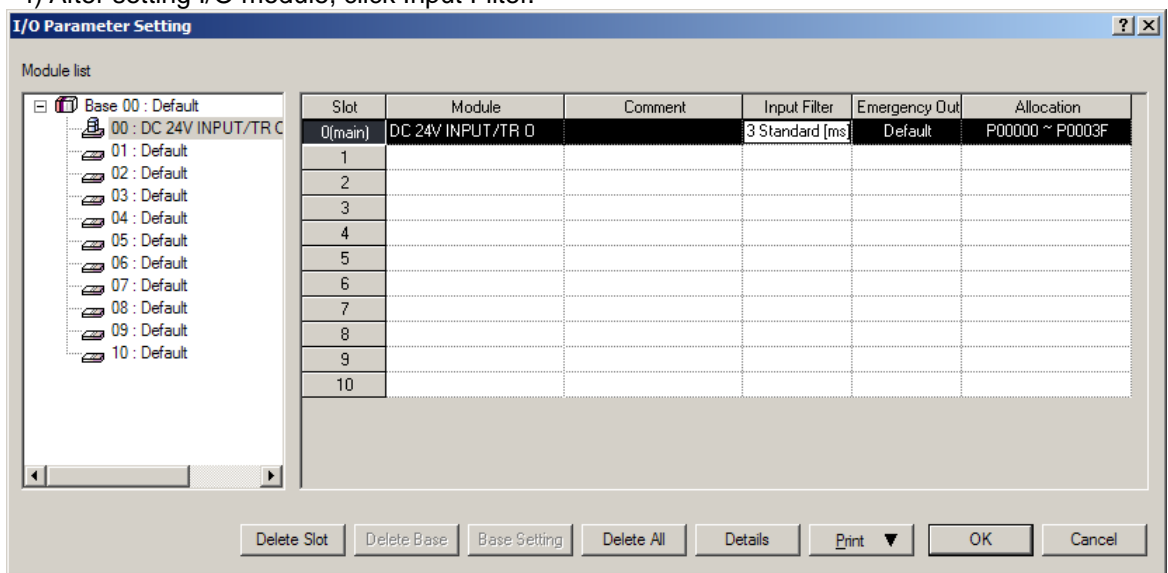 4) After setting I/O module, click Input Filter.
I/O Parameter Setting
Module list
Base 00 : Default
00 : DC 24V INPUT/TR
01 : Default
02 : Default
03 : Default
04 : Default
05 : Default
06 : Default
07 : Default
08 : Default
09 : Default
10 : Default
Slot Module Comment Input Filter Emergency Out Allocation
0(main) DC 24V INPUT/TR O 3 Standard [ms] Default P00000 ~ P0003F
1
2
3
4
5
6
7
8
9
10
Delete Slot Delete Base Base Setting Delete All Details Print ▼ OK Cancel